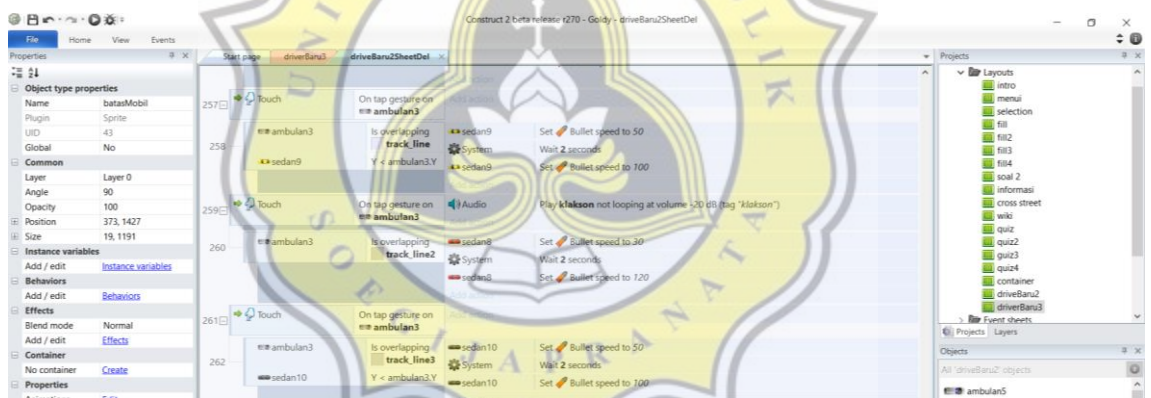 Construct 2 beta release r270 - Goldy - driveBaru2SheetDel
File Home View Events
Properties
Object type properties
Name batasMobil
Plugin Sprite
UID 43
Global No
Common
Layer Layer 0
Angle 90
Opacity 100
Position 373, 1427
Size 19, 1191
Instance variables
Add / edit Instance variables
Behaviors
Add / edit Behaviors
Effects
Blend mode Normal
Add / edit Effects
Container
No container Create
Properties
Start page driverBaru3 driveBaru2SheetDel
257 Touch On tap gesture on ambulan3 Add action
258 ambulan3 Is overlapping track_line sedan9 Set Bullet speed to 50
System Wait 2 seconds
sedan9 Y < ambulan3.Y sedan9 Set Bullet speed to 100
259 Touch On tap gesture on ambulan3 Audio Play klakson not looping at volume -20 dB (tag "klakson")
260 ambulan3 Is overlapping track_line2 sedan8 Set Bullet speed to 30
System Wait 2 seconds
sedan8 Set Bullet speed to 120
261 Touch On tap gesture on ambulan3 Add action
262 ambulan3 Is overlapping track_line3 sedan10 Set Bullet speed to 50
System Wait 2 seconds
sedan10 Y < ambulan3.Y sedan10 Set Bullet speed to 100
Projects
Layouts
intro
menui
selection
fill
fill2
fill3
fill4
soal 2
informasi
cross street
wiki
quiz
quiz2
guiz3
quiz4
container
driveBaru2
driverBaru3
Event sheets
Projects Layers
Objects
All 'driveBaru2' objects
ambulan5